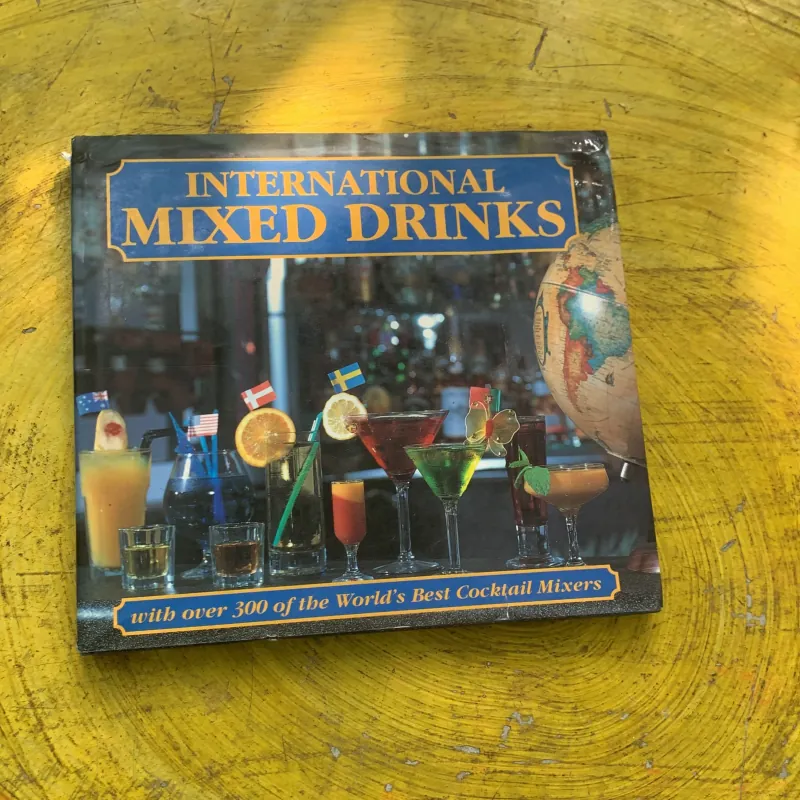 INTERNATIONAL
MIXED DRINKS
with over 300 of the World's Best Cocktail Mixers